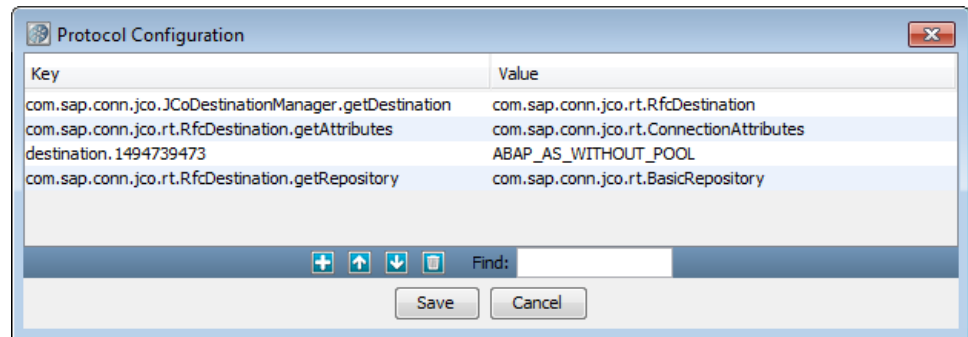 Protocol Configuration
Key Value
com.sap.conn.jco.JCoDestinationManager.getDestination com.sap.conn.jco.rt.RfcDestination
com.sap.conn.jco.rt.RfcDestination.getAttributes com.sap.conn.jco.rt.ConnectionAttributes
destination.1494739473 ABAP_AS_WITHOUT_POOL
com.sap.conn.jco.rt.RfcDestination.getRepository com.sap.conn.jco.rt.BasicRepository
Find:
Save Cancel